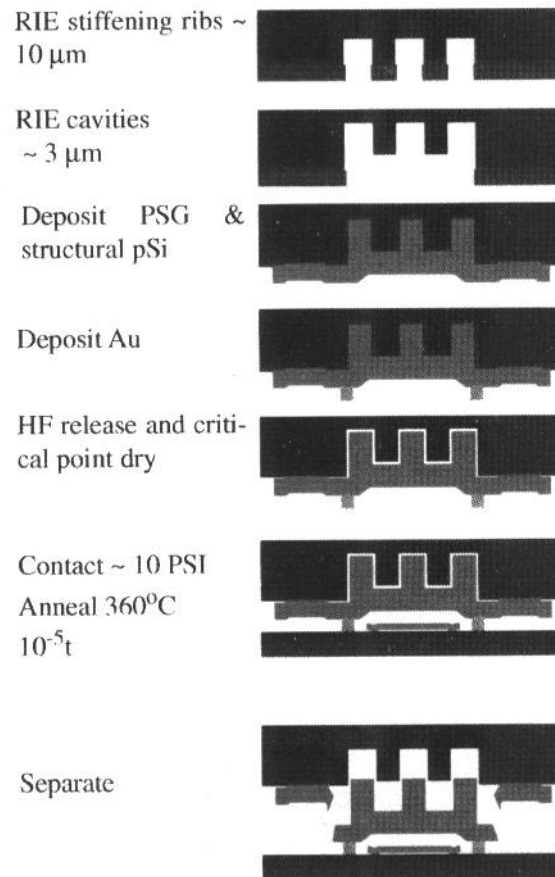 RIE stiffening ribs ~
10 μm
RIE cavities
~ 3 μm
Deposit PSG &
structural pSi
Deposit Au
HF release and criti-
cal point dry
Contact ~ 10 PSI
Anneal 360°C
10⁻⁵t
Separate